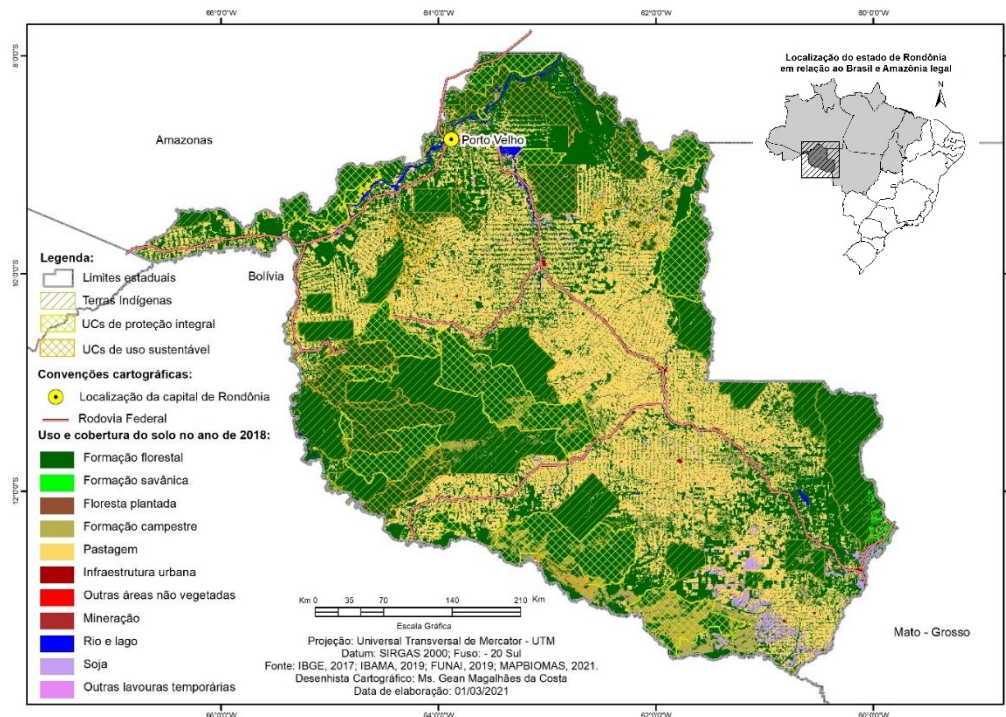 66°0'0"W
64°0'0"W
62°0'0"W
60°0'0"W
8°0'0"S
Localização do estado de Rondônia
em relação ao Brasil e Amazônia legal
N
Amazonas
Porto Velho
Legenda:
Limites estaduais
Bolívia
10°0'0"S
Terras Indígenas
UCs de proteção integral
UCs de uso sustentável
Convenções cartográficas:
Localização da capital de Rondônia
Rodovia Federal
Uso e cobertura do solo no ano de 2018:
Formação florestal
Formação savânica
12°0'0"S
Floresta plantada
Formação campestre
Pastagem
Infraestrutura urbana
Outras áreas não vegetadas
Mineração
Rio e lago
Soja
Outras lavouras temporárias
Km 0 35 70 140 210 Km
Escala Gráfica
Projeção: Universal Transversal de Mercator - UTM
Datum: SIRGAS 2000; Fuso: - 20 Sul
Fonte: IBGE, 2017; IBAMA, 2019; FUNAI, 2019; MAPBIOMAS, 2021.
Desenhista Cartográfico: Ms. Gean Magalhães da Costa
Data de elaboração: 01/03/2021
Mato - Grosso
66°0'0"W
64°0'0"W
62°0'0"W
60°0'0"W